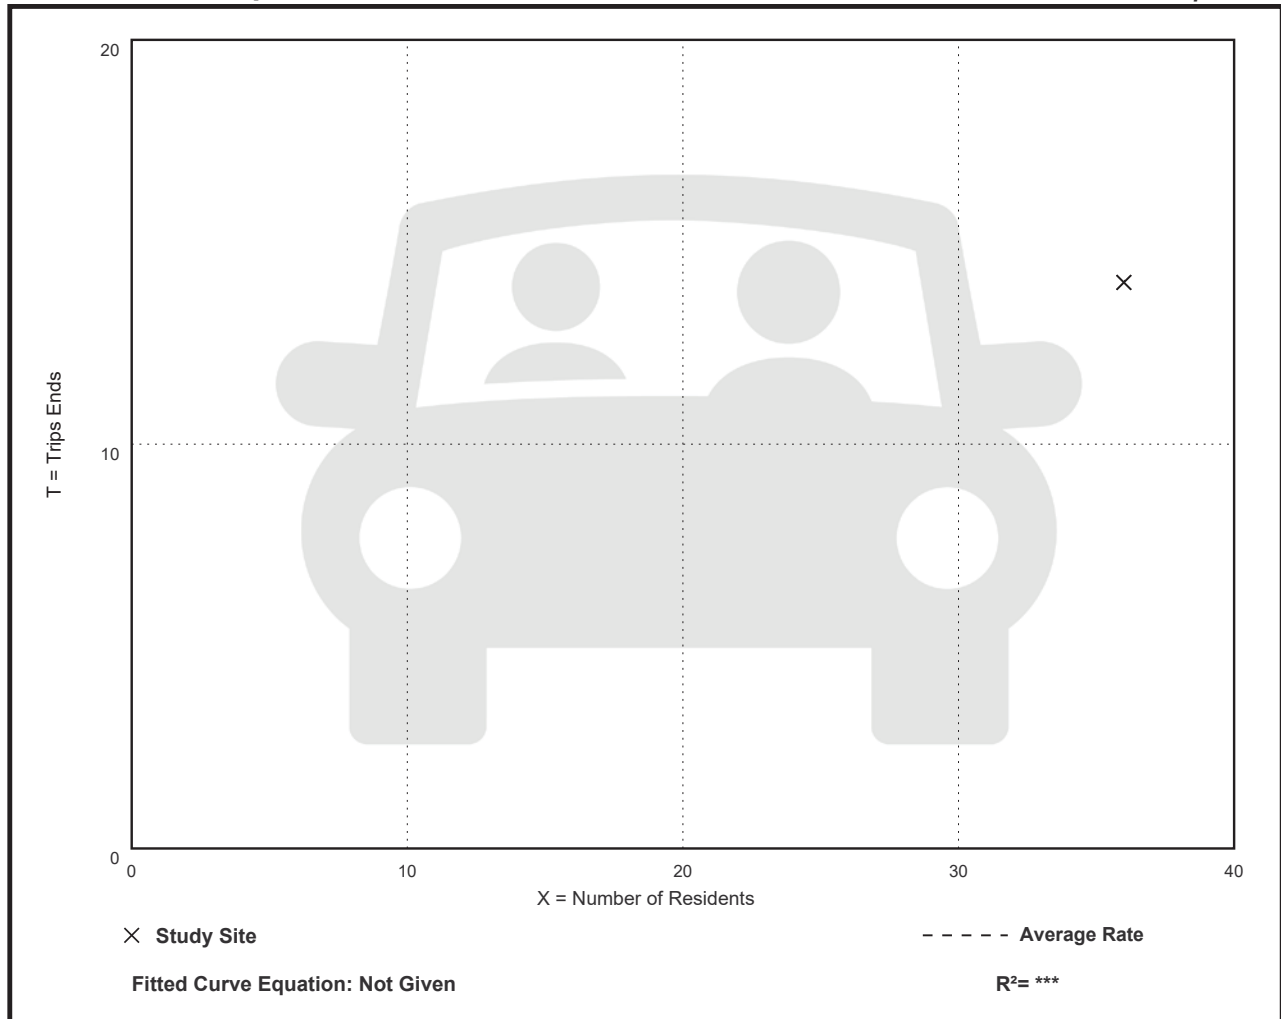 20
T = Trips Ends
10
0
0 10 20 30 40
X = Number of Residents
Study Site
Average Rate
Fitted Curve Equation: Not Given
R²= ***